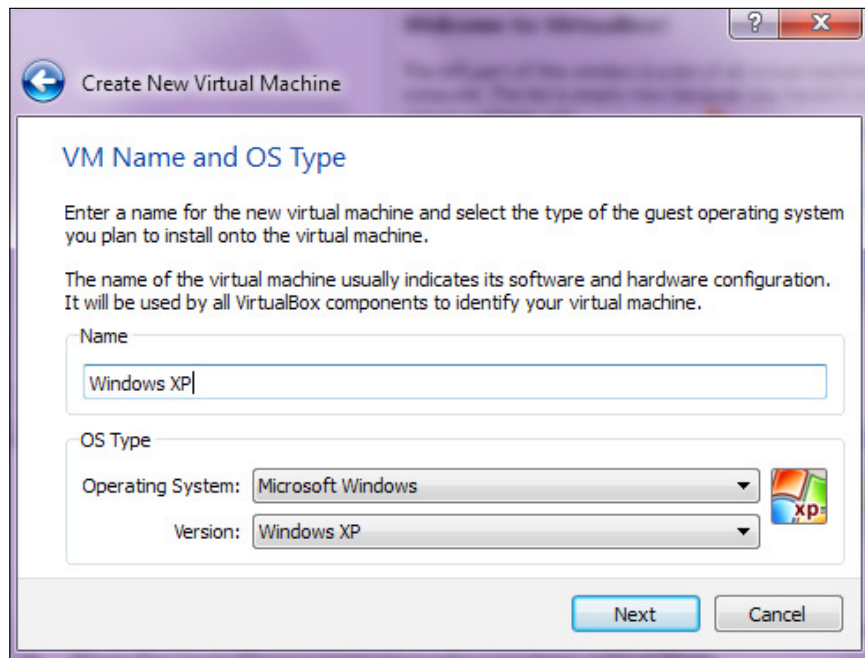 Welcome to VirtualBox!
?
X
Create New Virtual Machine
VM Name and OS Type
Enter a name for the new virtual machine and select the type of the guest operating system
you plan to install onto the virtual machine.
The name of the virtual machine usually indicates its software and hardware configuration.
It will be used by all VirtualBox components to identify your virtual machine.
Name
Windows XP
OS Type
Operating System: Microsoft Windows
xp
Version: Windows XP
Next Cancel